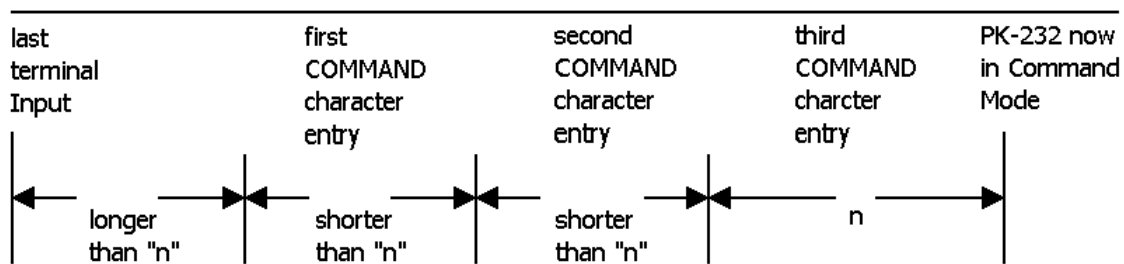 last
terminal
Input
first
COMMAND
character
entry
second
COMMAND
character
entry
third
COMMAND
charcter
entry
PK-232 now
in Command
Mode
longer
than "n"
shorter
than "n"
shorter
than "n"
n